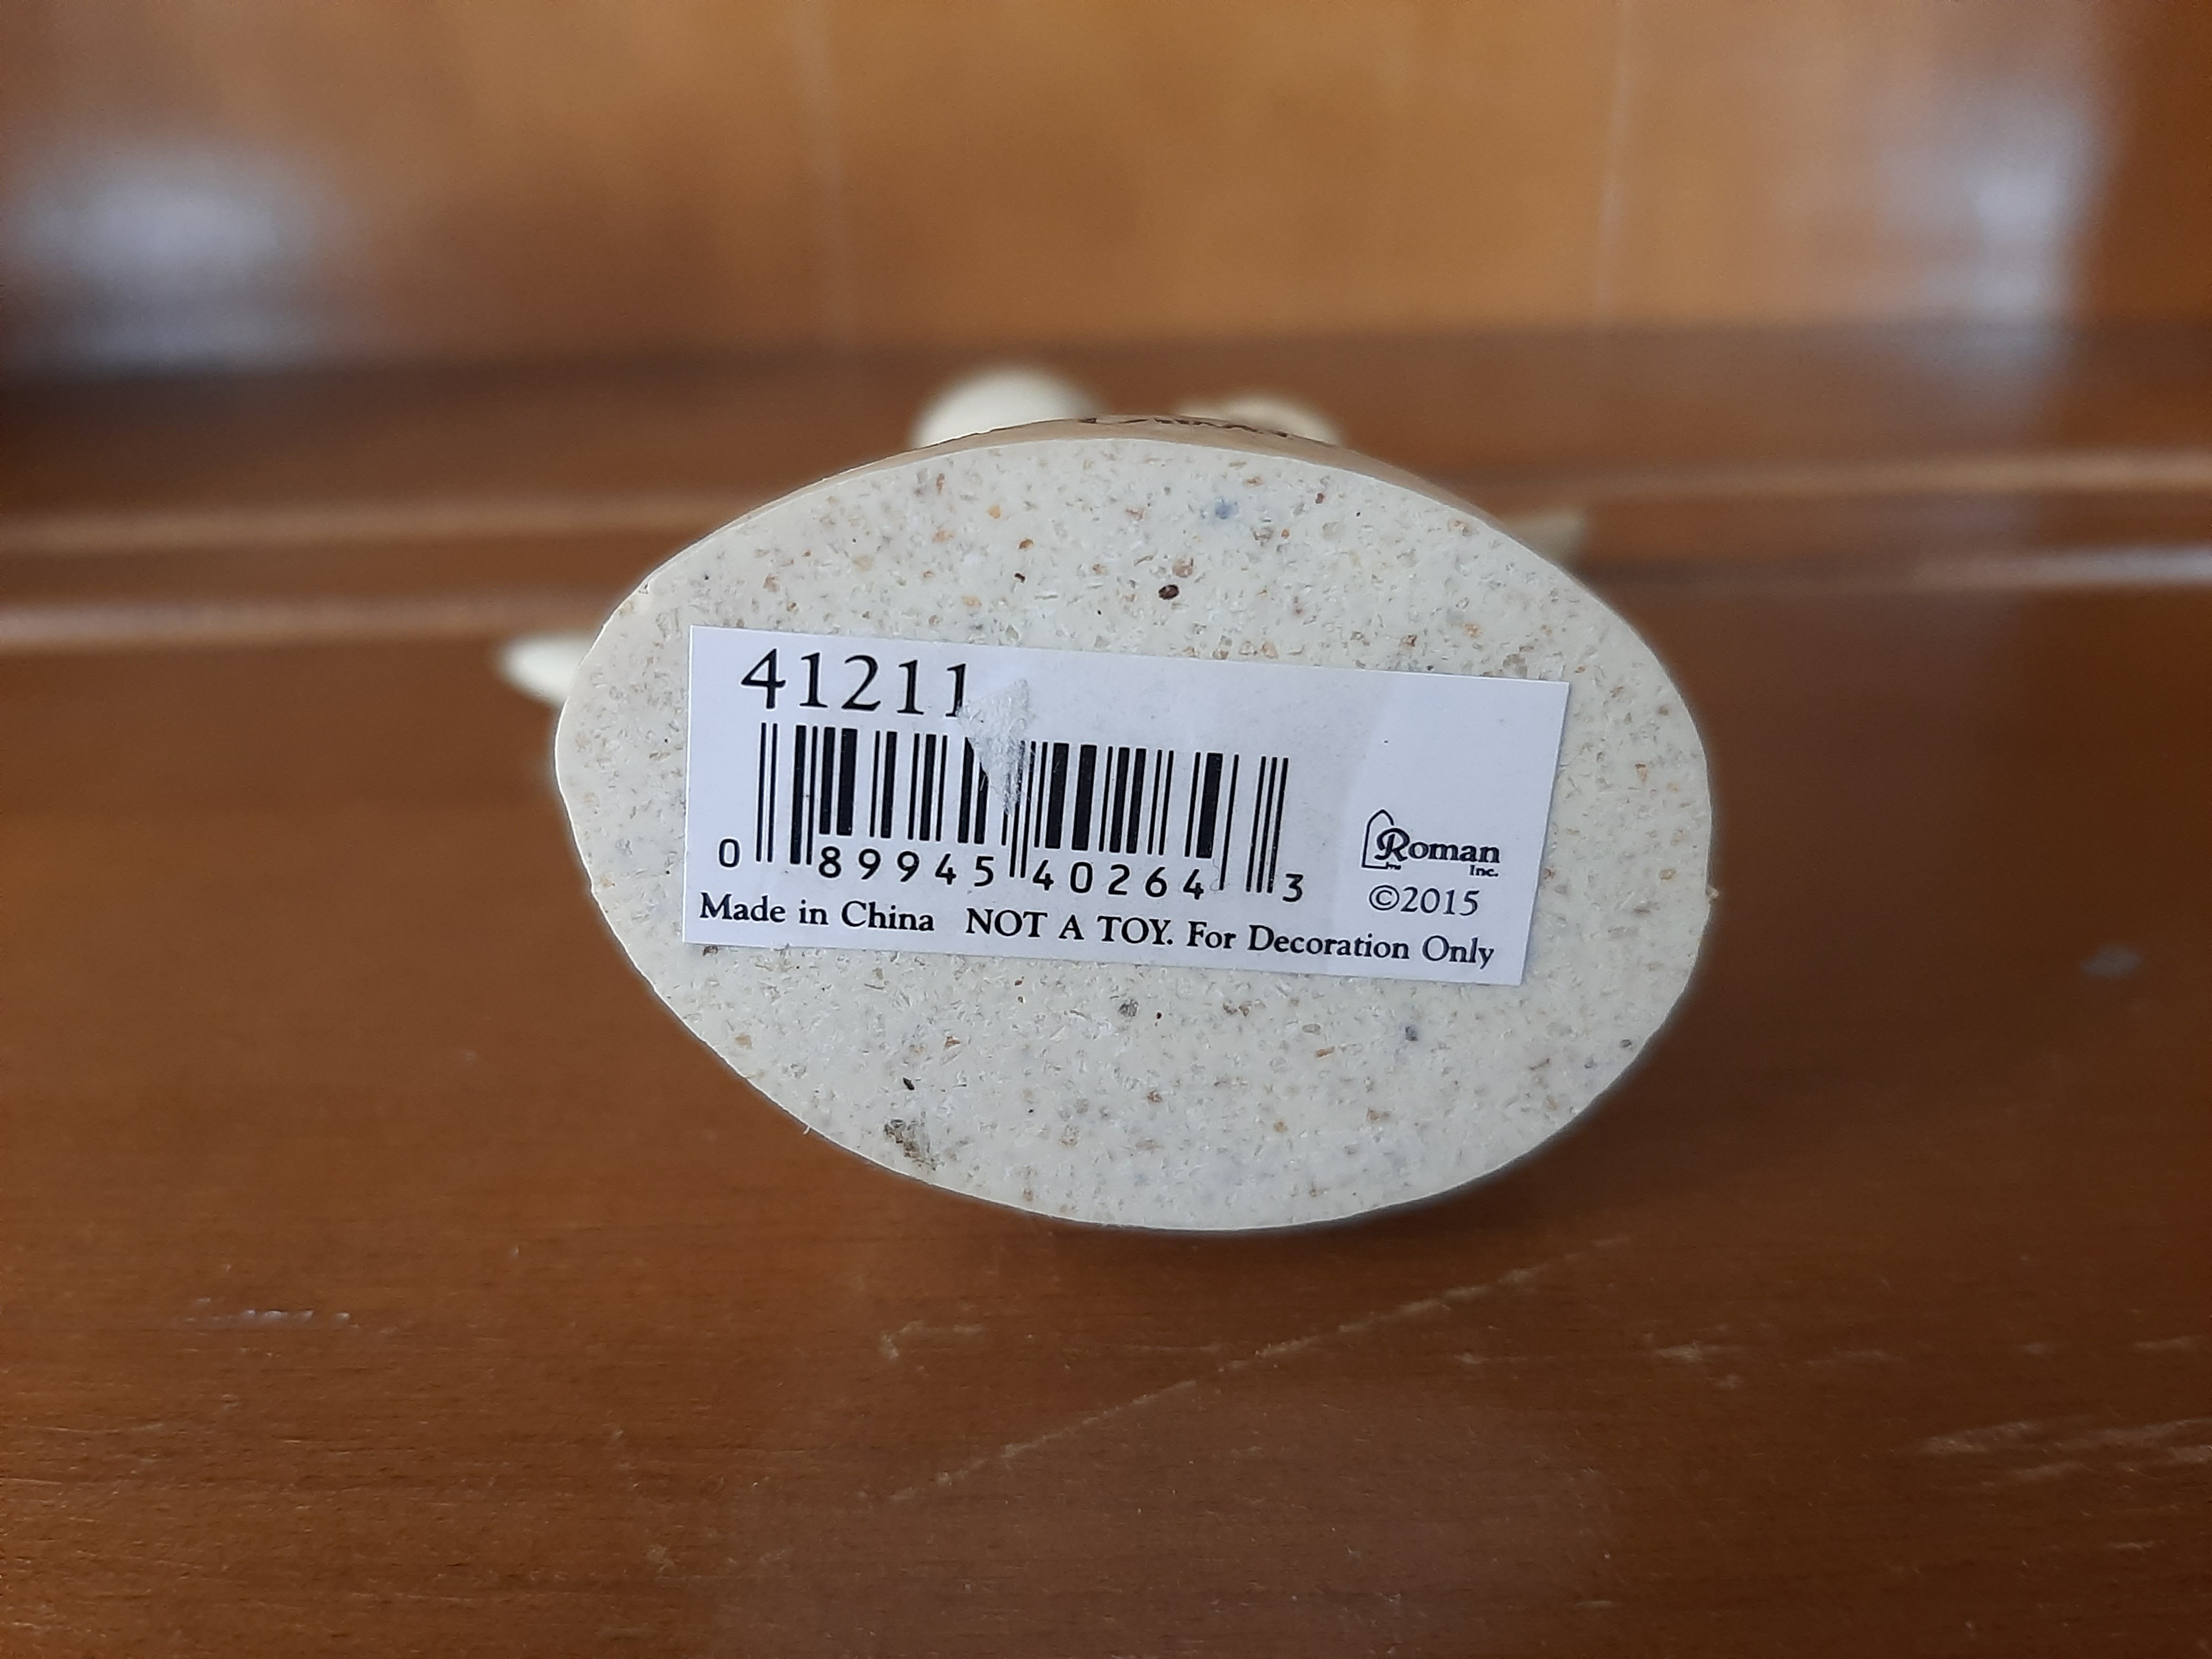 41211
0 89945 40264 3
Roman
Inc.
©2015
Made in China NOT A TOY. For Decoration Only